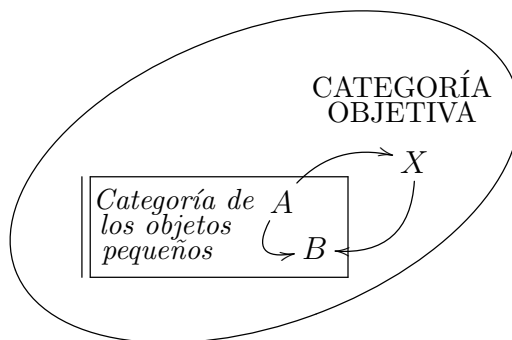 CATEGORÍA
OBJETIVA
X
Categoría de A
los objetos
pequeños B